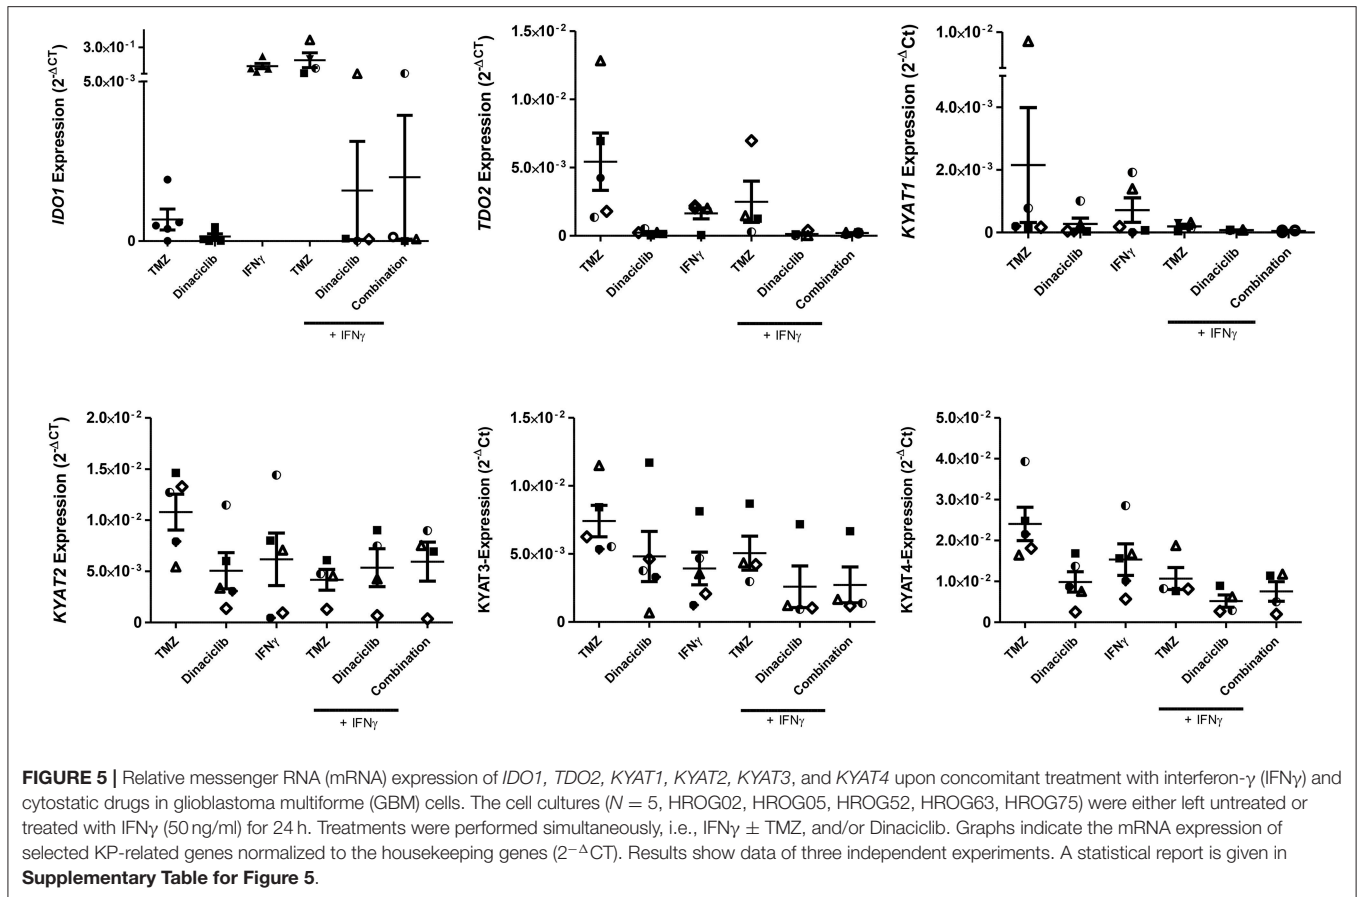 IDO1 Expression (2-ΔCT)
3.0×10-1
5.0×10-3
0
TMZ
Dinaciclib
IFNγ
TMZ
Dinaciclib
Combination
+ IFNγ
TDO2 Expression (2-ΔCT)
1.5×10-2
1.0×10-2
5.0×10-3
0
TMZ
Dinaciclib
IFNγ
TMZ
Dinaciclib
Combination
+ IFNγ
KYAT1 Expression (2-ΔCt)
1.0×10-2
4.0×10-3
2.0×10-3
0
TMZ
Dinaciclib
IFNγ
TMZ
Dinaciclib
Combination
+ IFNγ
KYAT2 Expression (2-ΔCT)
2.0×10-2
1.5×10-2
1.0×10-2
5.0×10-3
0
TMZ
Dinaciclib
IFNγ
TMZ
Dinaciclib
Combination
+ IFNγ
KYAT3-Expression (2-ΔCt)
1.5×10-2
1.0×10-2
5.0×10-3
0
TMZ
Dinaciclib
IFNγ
TMZ
Dinaciclib
Combination
+ IFNγ
KYAT4-Expression (2-ΔCt)
5.0×10-2
4.0×10-2
3.0×10-2
2.0×10-2
1.0×10-2
0
TMZ
Dinaciclib
IFNγ
TMZ
Dinaciclib
Combination
+ IFNγ
FIGURE 5 | Relative messenger RNA (mRNA) expression of IDO1, TDO2, KYAT1, KYAT2, KYAT3, and KYAT4 upon concomitant treatment with interferon-γ (IFNγ) and
cytostatic drugs in glioblastoma multiforme (GBM) cells. The cell cultures (N = 5, HROG02, HROG05, HROG52, HROG63, HROG75) were either left untreated or
treated with IFNγ (50 ng/ml) for 24 h. Treatments were performed simultaneously, i.e., IFNγ ± TMZ, and/or Dinaciclib. Graphs indicate the mRNA expression of
selected KP-related genes normalized to the housekeeping genes (2−ΔCT). Results show data of three independent experiments. A statistical report is given in
Supplementary Table for Figure 5.